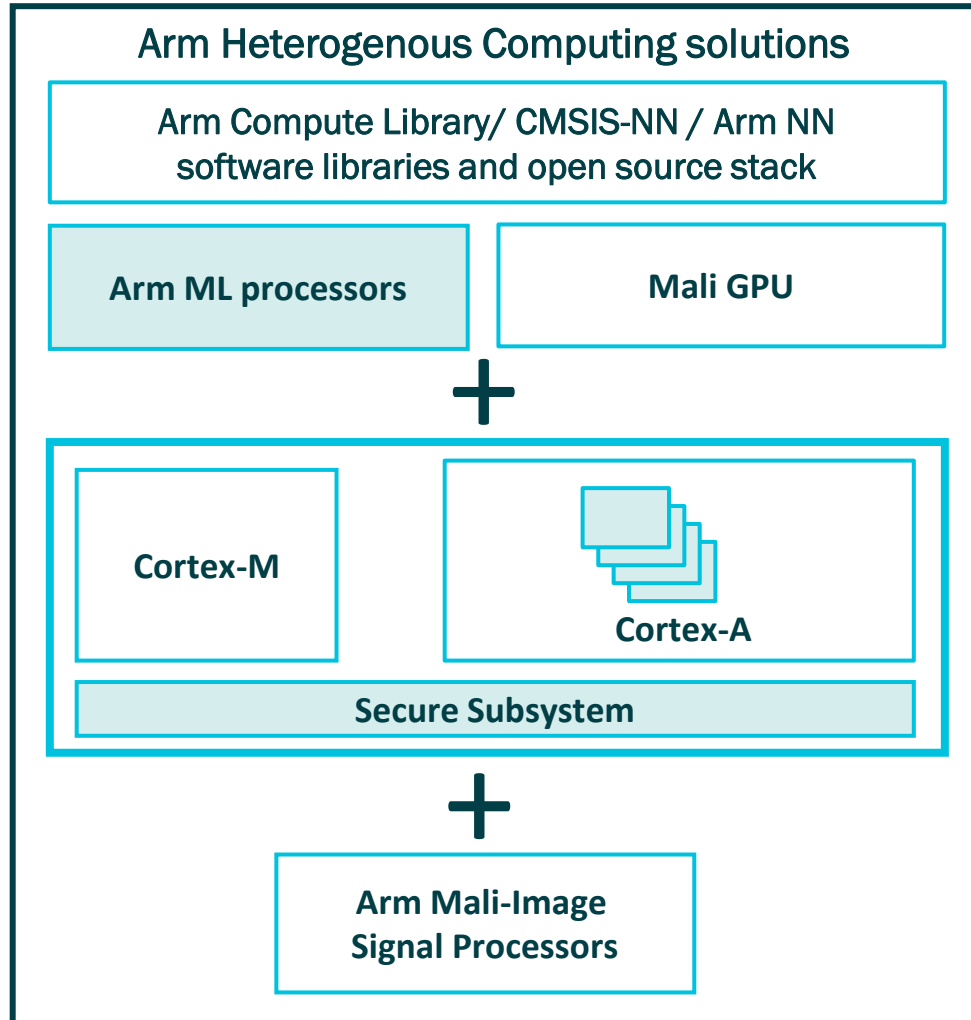 Arm Heterogenous Computing solutions
Arm Compute Library/ CMSIS-NN / Arm NN
software libraries and open source stack
Arm ML processors
Mali GPU
+
Cortex-M
Cortex-A
Secure Subsystem
+
Arm Mali-Image
Signal Processors